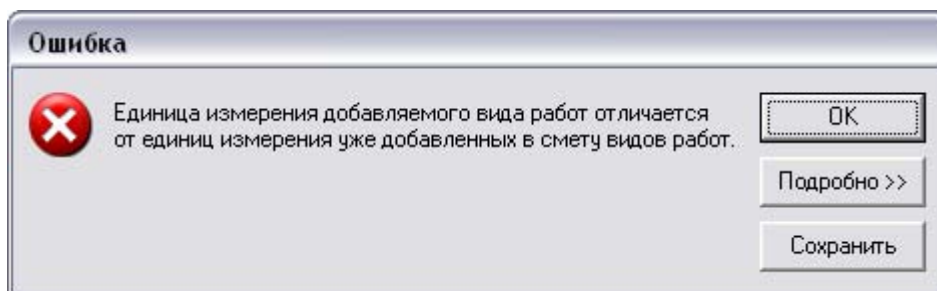 Ошибка
Единица измерения добавляемого вида работ отличается
от единиц измерения уже добавленных в смету видов работ.
OK
Подробно >>
Сохранить